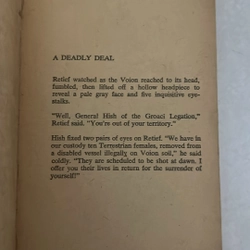 A DEADLY DEAL
Retief watched as the Voion reached to its head,
fumbled, then lifted off a hollow headpiece to
reveal a pale gray face and five inquisitive eye-
stalks.
"Well, General Hish of the Groaci Legation,"
Retief said. "You're out of your territory."
Hish fixed two pairs of eyes on Retief. "We have in
our custody ten Terrestrian females, removed from
a disabled vessel illegally on Voion soil," he said
coldly. "They are scheduled to be shot at dawn. I
offer you their lives in return for the surrender of
yourself!"